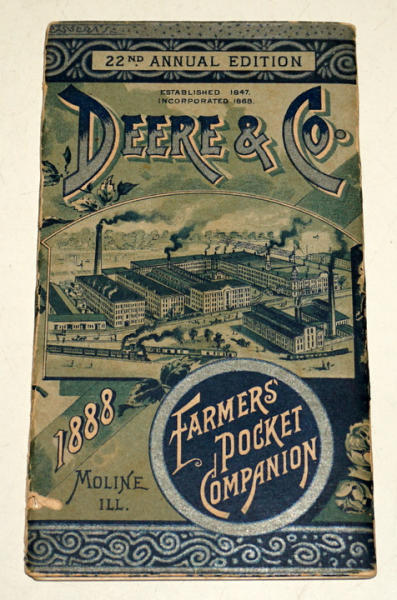 22ND ANNUAL EDITION
ESTABLISHED 1847.
INCORPORATED 1868.
DEERE & CO.
1888
MOLINE
ILL.
FARMERS'
POCKET
COMPANION